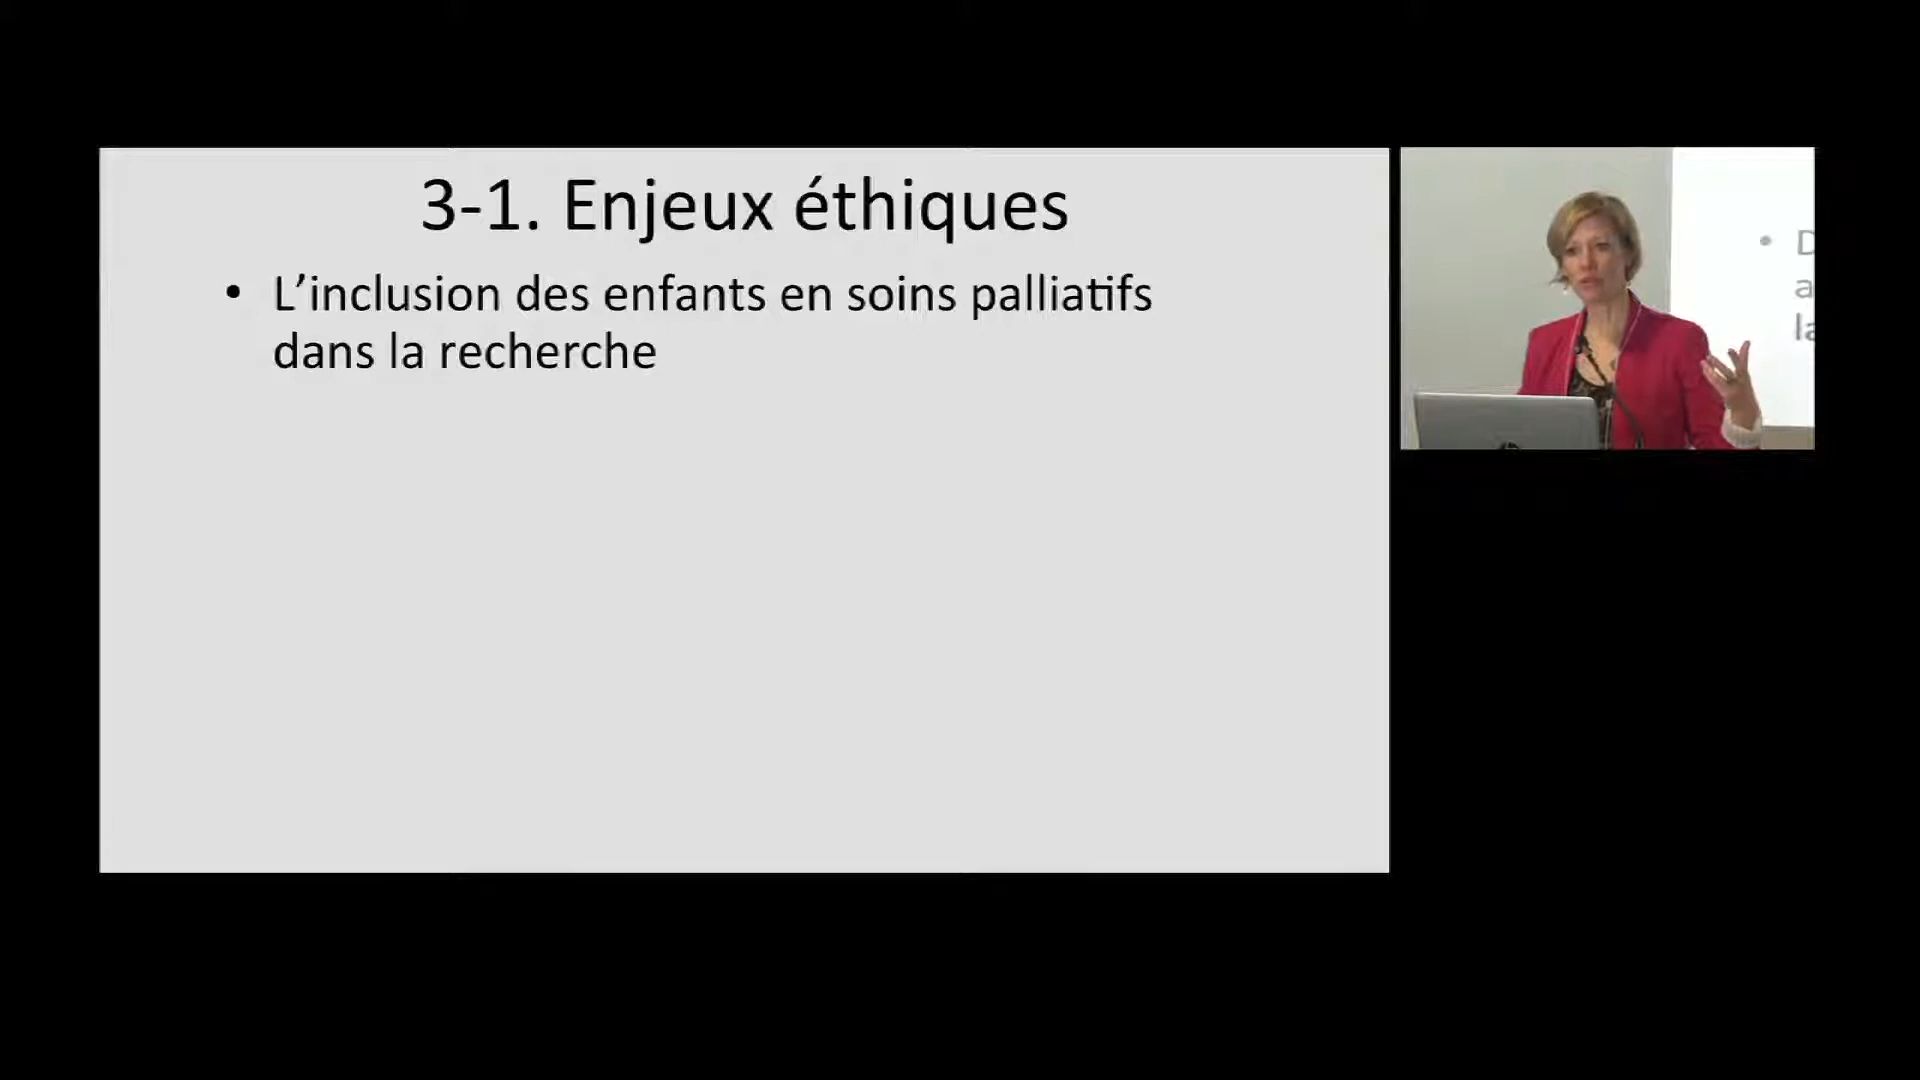 3-1. Enjeux éthiques
• L’inclusion des enfants en soins palliatifs
dans la recherche